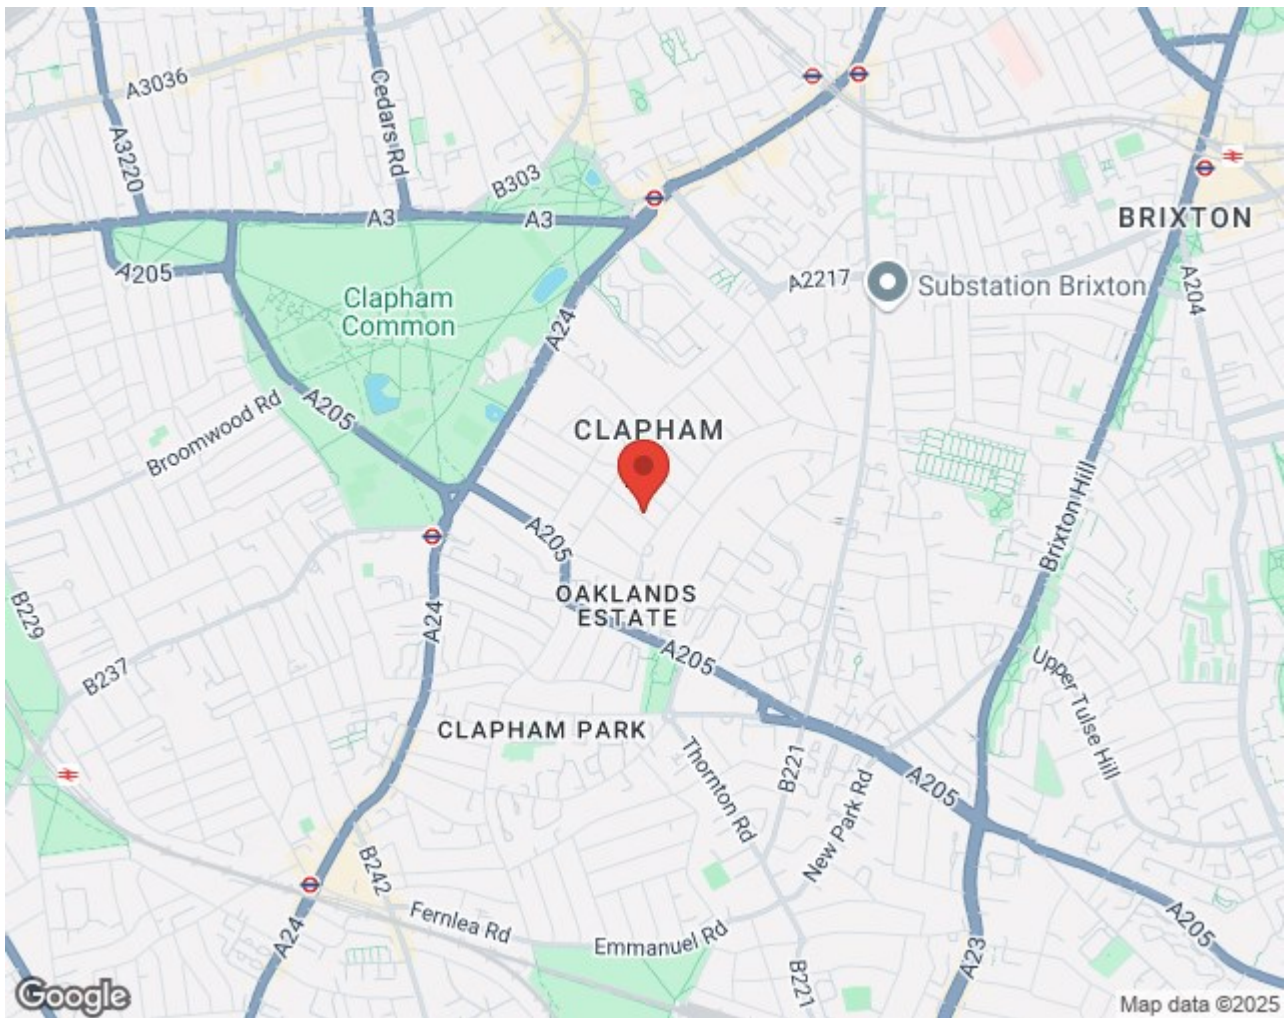 A3036
Cedars Rd
A3220
B303
A3
A3
BRIXTON
A205
A2217
Substation Brixton
A204
Clapham
Common
A24
A205
Broomwood Rd
CLAPHAM
Brixton Hill
A205
OAKLANDS
ESTATE
B229
A24
A205
B237
Upper Tulse Hill
CLAPHAM PARK
Thornton Rd
B221
New Park Rd
A205
B242
Fernlea Rd
Emmanuel Rd
A24
A23
A205
B221
Google
Map data ©2025